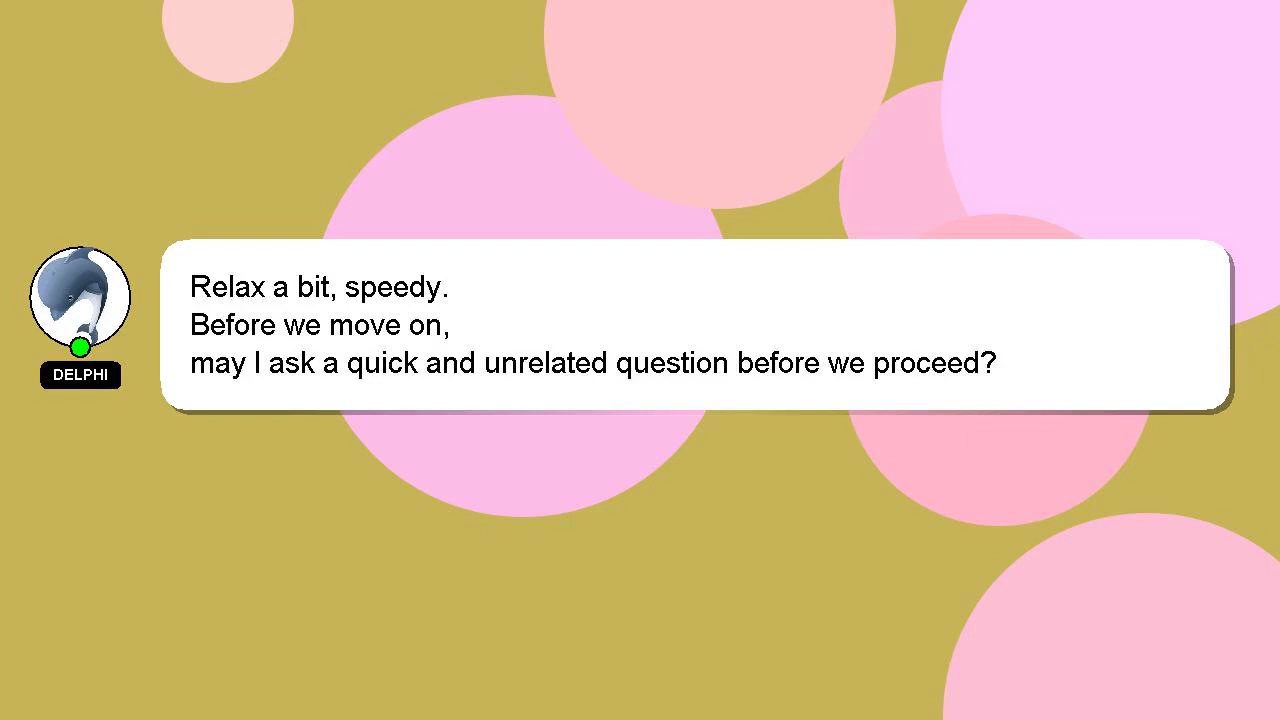 Relax a bit, speedy.
Before we move on,
may I ask a quick and unrelated question before we proceed?
DELPHI